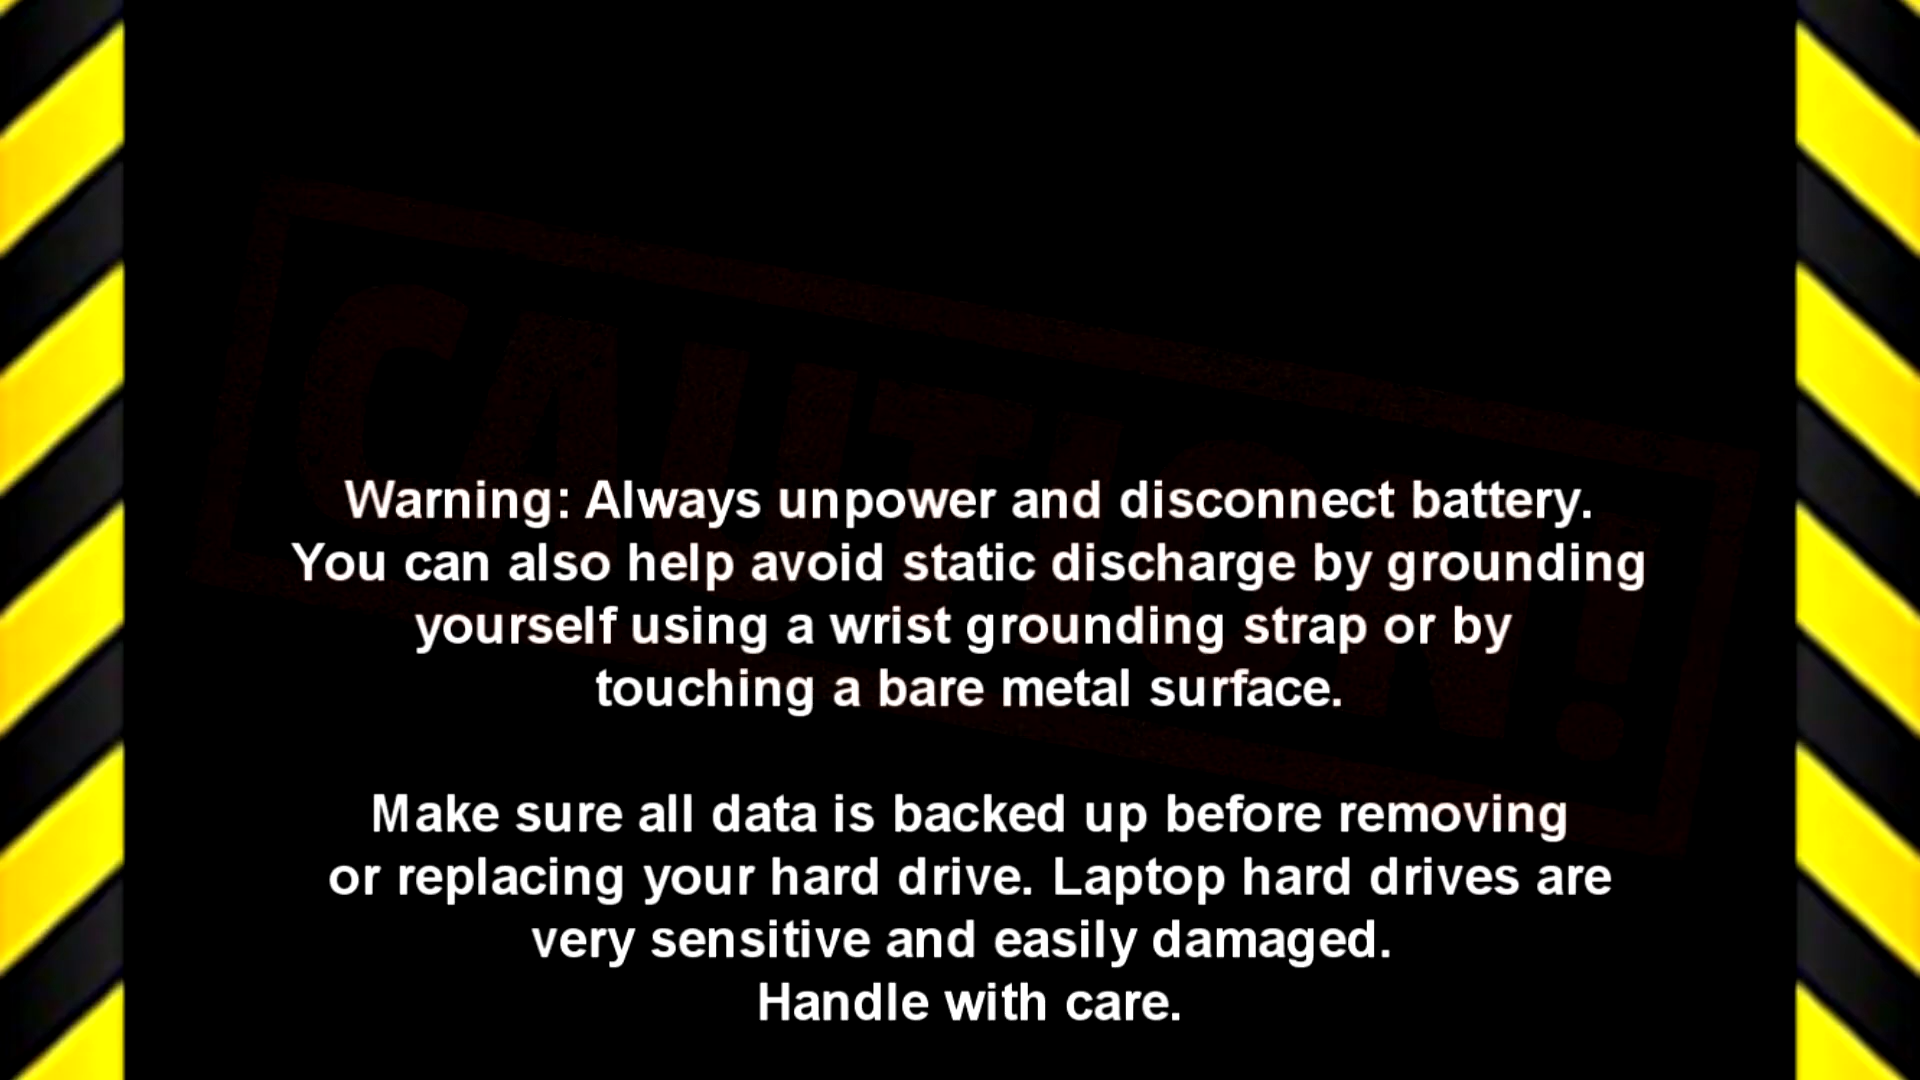 CAUTION!
Warning: Always unpower and disconnect battery.
You can also help avoid static discharge by grounding
yourself using a wrist grounding strap or by
touching a bare metal surface.
Make sure all data is backed up before removing
or replacing your hard drive. Laptop hard drives are
very sensitive and easily damaged.
Handle with care.